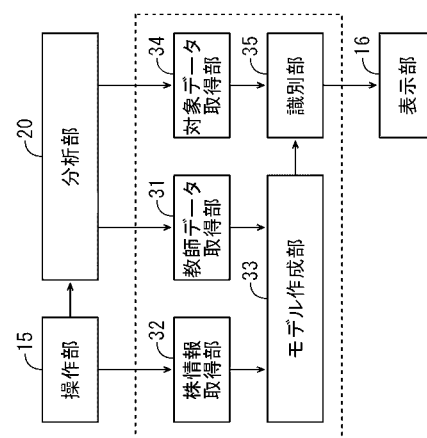 15
操作部
20
分析部
32
株情報
取得部
31
教師データ
取得部
34
対象データ
取得部
33
モデル作成部
35
識別部
16
表示部